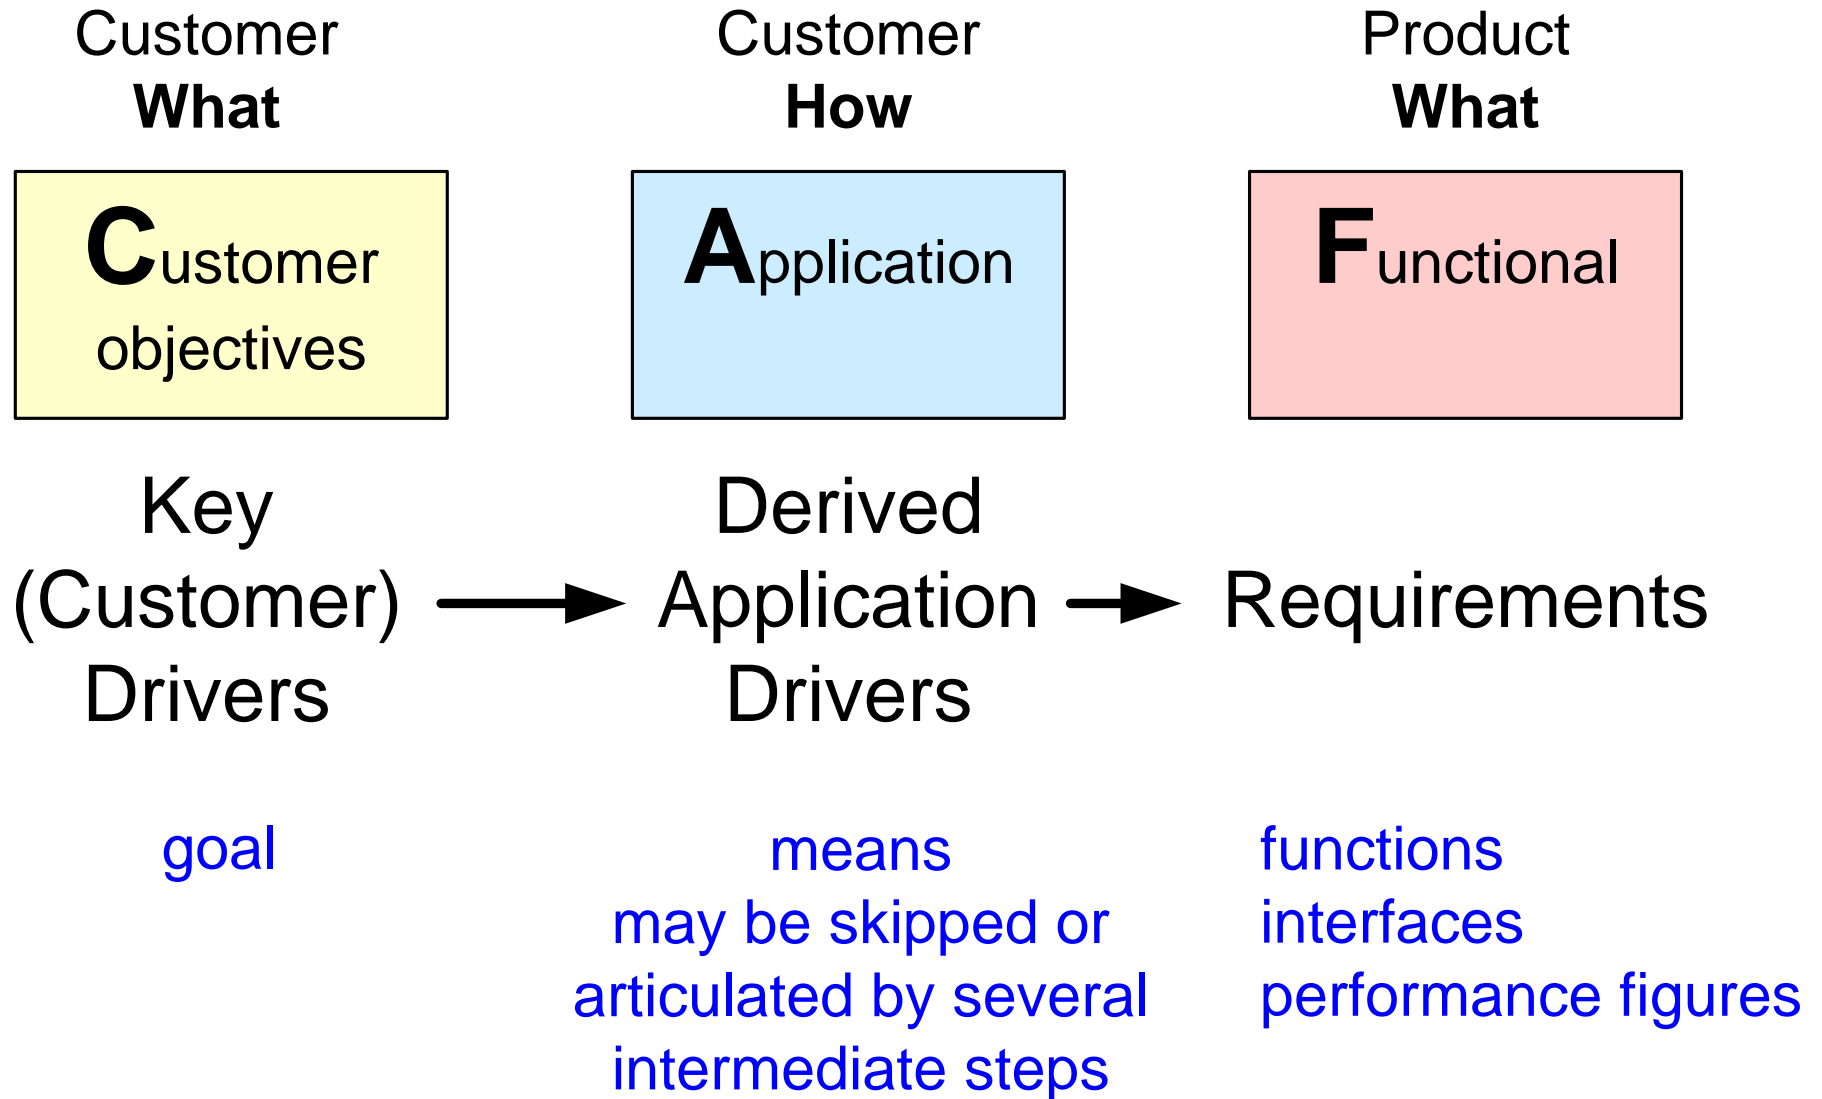 Customer
What
Customer
How
Product
What
Customer
objectives
Application
Functional
Key
(Customer)
Drivers
Derived
Application
Drivers
Requirements
goal
means
may be skipped or
articulated by several
intermediate steps
functions
interfaces
performance figures